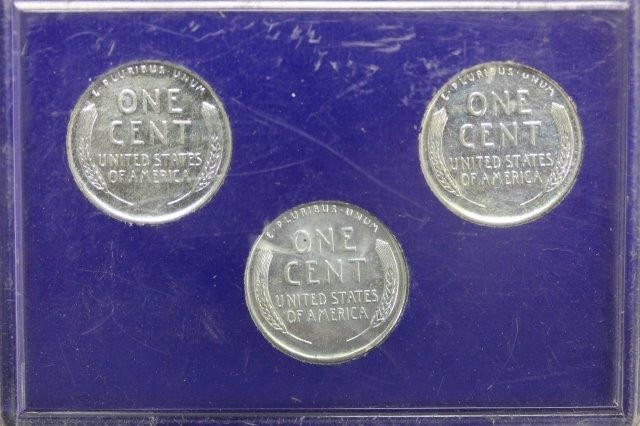 E·PLURIBUS·UNUM
ONE
CENT
UNITED STATES
OF AMERICA
E·PLURIBUS·UNUM
ONE
CENT
UNITED STATES
OF AMERICA
E·PLURIBUS·UNUM
ONE
CENT
UNITED STATES
OF AMERICA